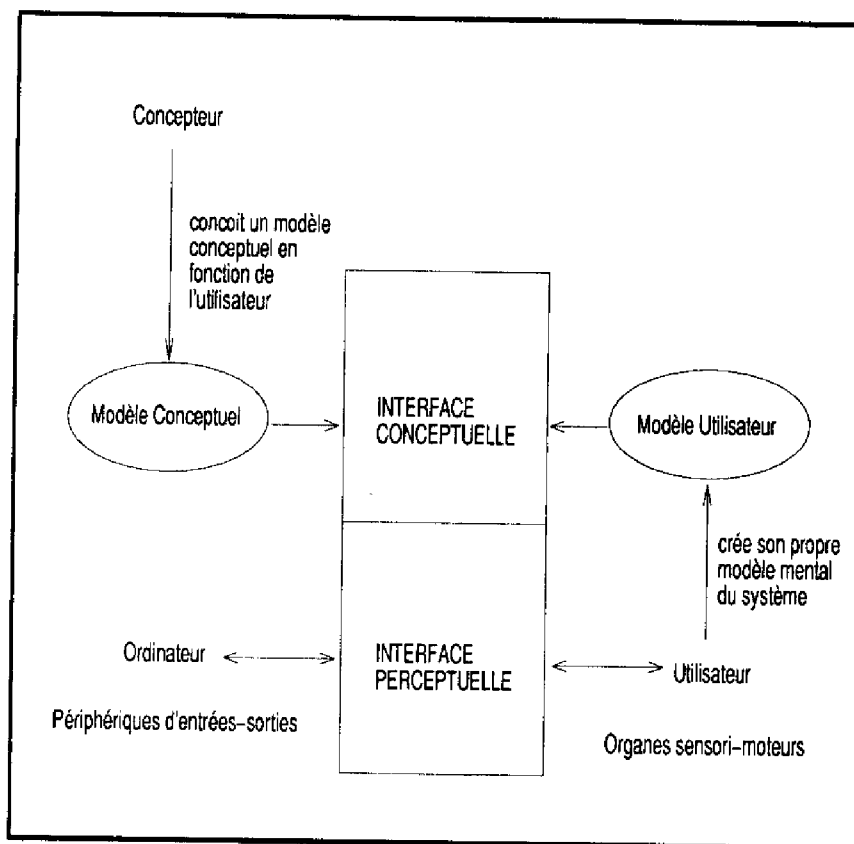 Concepteur
concoit un modèle
conceptuel en
fonction de
l'utilisateur
Modèle Conceptuel
INTERFACE
CONCEPTUELLE
Modèle Utilisateur
crée son propre
modèle mental
du système
Ordinateur
INTERFACE
PERCEPTUELLE
Utilisateur
Périphériques d'entrées-sorties
Organes sensori-moteurs